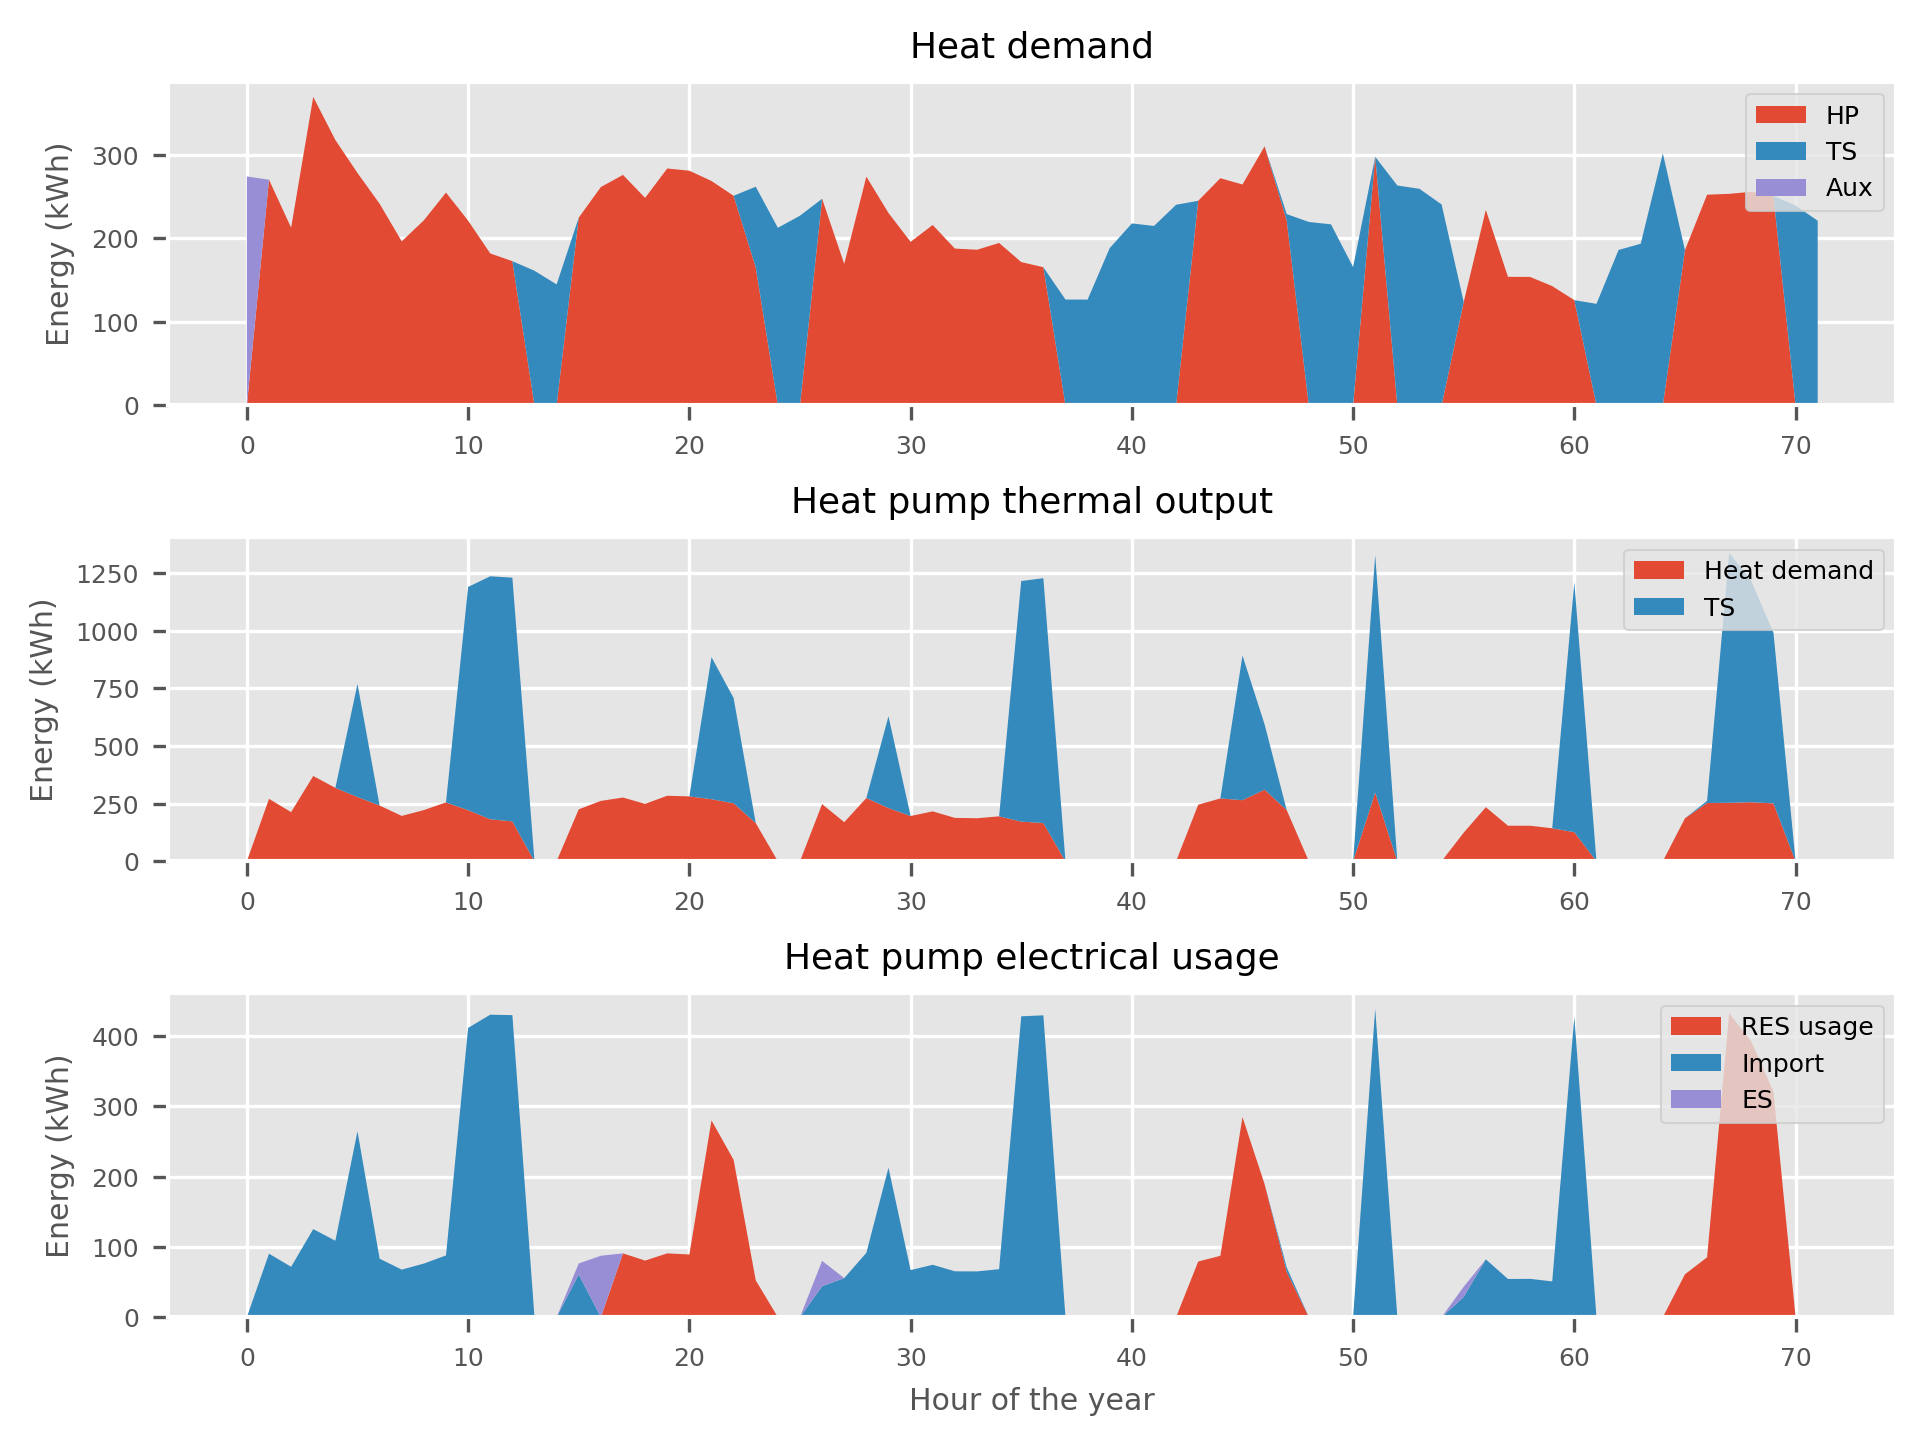 Heat demand
Energy (kWh)
300
200
100
0
HP
TS
Aux
0 10 20 30 40 50 60 70
Heat pump thermal output
Energy (kWh)
1250
1000
750
500
250
0
Heat demand
TS
0 10 20 30 40 50 60 70
Heat pump electrical usage
Energy (kWh)
400
300
200
100
0
RES usage
Import
ES
0 10 20 30 40 50 60 70
Hour of the year